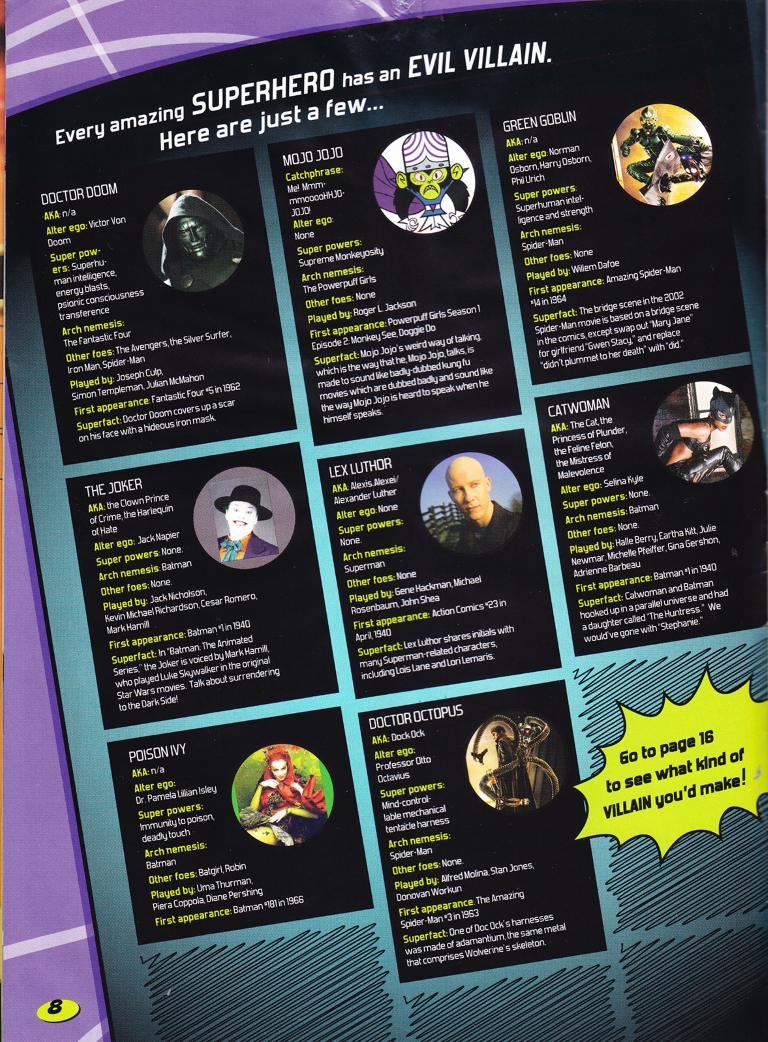 Every amazing SUPERHERO has an EVIL VILLAIN.
Here are just a few...
DOCTOR DOOM
AKA: n/a
Alter ego: Victor Von
Doom
Super pow-
ers: Superhu-
man inteligence,
energy blasts,
psionic consciousness
transference
Arch nemesis:
The Fantastic Four
Other foes: The Avengers, the Silver Surfer,
Iron Man, Spider-Man
Played by: Joseph Culp,
Simon Templeman, Julian McMahon
First appearance: Fantastic Four #5 in 1962
Superfact: Doctor Doom covers up a scar
on his face with a hideous iron mask.
MOJO JOJO
Catchphrase:
Me! Mmm-
mmooooHHJO-
JOJO!
Alter ego:
None
Super powers:
Supreme Monkeyosity
Arch nemesis:
The Powerpuff Girls
Other foes: None
Played by: Roger L. Jackson
First appearance: Powerpuff Girls Season 1
Episode 2: Monkey See, Doggie Do
Superfact: Mojo Jojo's weird way of talking,
which is the way that he, Mojo Jojo, talks, is
made to sound like badly-dubbed kung fu
movies which are dubbed badly and sound like
the way Mojo Jojo is heard to speak when he
himself speaks.
GREEN GOBLIN
AKA: n/a
Alter ego: Norman
Osborn, Harry Osborn,
Phil Urich
Super powers:
Superhuman intel-
ligence and strength
Arch nemesis:
Spider-Man
Other foes: None
Played by: Willem Dafoe
First appearance: Amazing Spider-Man
#14 in 1964
Superfact: The bridge scene in the 2002
Spider-Man movie is based on a bridge scene
in the comics, except swap out "Mary Jane"
for girlfriend "Gwen Stacy," and replace
"didn't plummet to her death" with "did."
THE JOKER
AKA: the Clown Prince
of Crime, the Harlequin
of Hate
Alter ego: Jack Napier
Super powers: None.
Arch nemesis: Batman
Other foes: None.
Played by: Jack Nicholson,
Kevin Michael Richardson, Cesar Romero,
Mark Hamill
First appearance: Batman #1 in 1940
Superfact: In "Batman: The Animated
Series," the Joker is voiced by Mark Hamill,
who played Luke Skywalker in the original
Star Wars movies. Talk about surrendering
to the Dark Side!
LEX LUTHOR
AKA: Alexis Alexei/
Alexander Luthor
Alter ego: None
Super powers:
None.
Arch nemesis:
Superman
Other foes: None
Played by: Gene Hackman, Michael
Rosenbaum, John Shea
First appearance: Action Comics #23 in
April, 1940
Superfact: Lex Luthor shares initials with
many Superman-related characters,
including Lois Lane and Lori Lemaris.
CATWOMAN
AKA: The Cat, the
Princess of Plunder,
the Feline Felon,
the Mistress of
Malevolence
Alter ego: Selina Kyle
Super powers: None.
Arch nemesis: Batman
Other foes: None.
Played by: Halle Berry, Eartha Kitt, Julie
Newmar, Michelle Pfeiffer, Gina Gershon,
Adrienne Barbeau
First appearance: Batman #1 in 1940
Superfact: Catwoman and Batman
hooked up in a parallel universe and had
a daughter called "The Huntress." We
would've gone with "Stephanie."
POISON IVY
AKA: n/a
Alter ego:
Dr. Pamela Lillian Isley
Super powers:
Immunity to poison,
deadly touch
Arch nemesis:
Batman
Other foes: Batgirl, Robin
Played by: Uma Thurman,
Piera Coppola, Diane Pershing
First appearance: Batman #181 in 1966
DOCTOR OCTOPUS
AKA: Dock Ock
Alter ego:
Professor Otto
Octavius
Super powers:
Mind-control-
lable mechanical
tentacle harness
Arch nemesis:
Spider-Man
Other foes: None.
Played by: Alfred Molina, Stan Jones,
Donovan Workun
First appearance: The Amazing
Spider-Man #3 in 1963
Superfact: One of Doc Ock's harnesses
was made of adamantium, the same metal
that comprises Wolverine's skeleton.
Go to page 16
to see what kind of
VILLAIN you'd make!
8